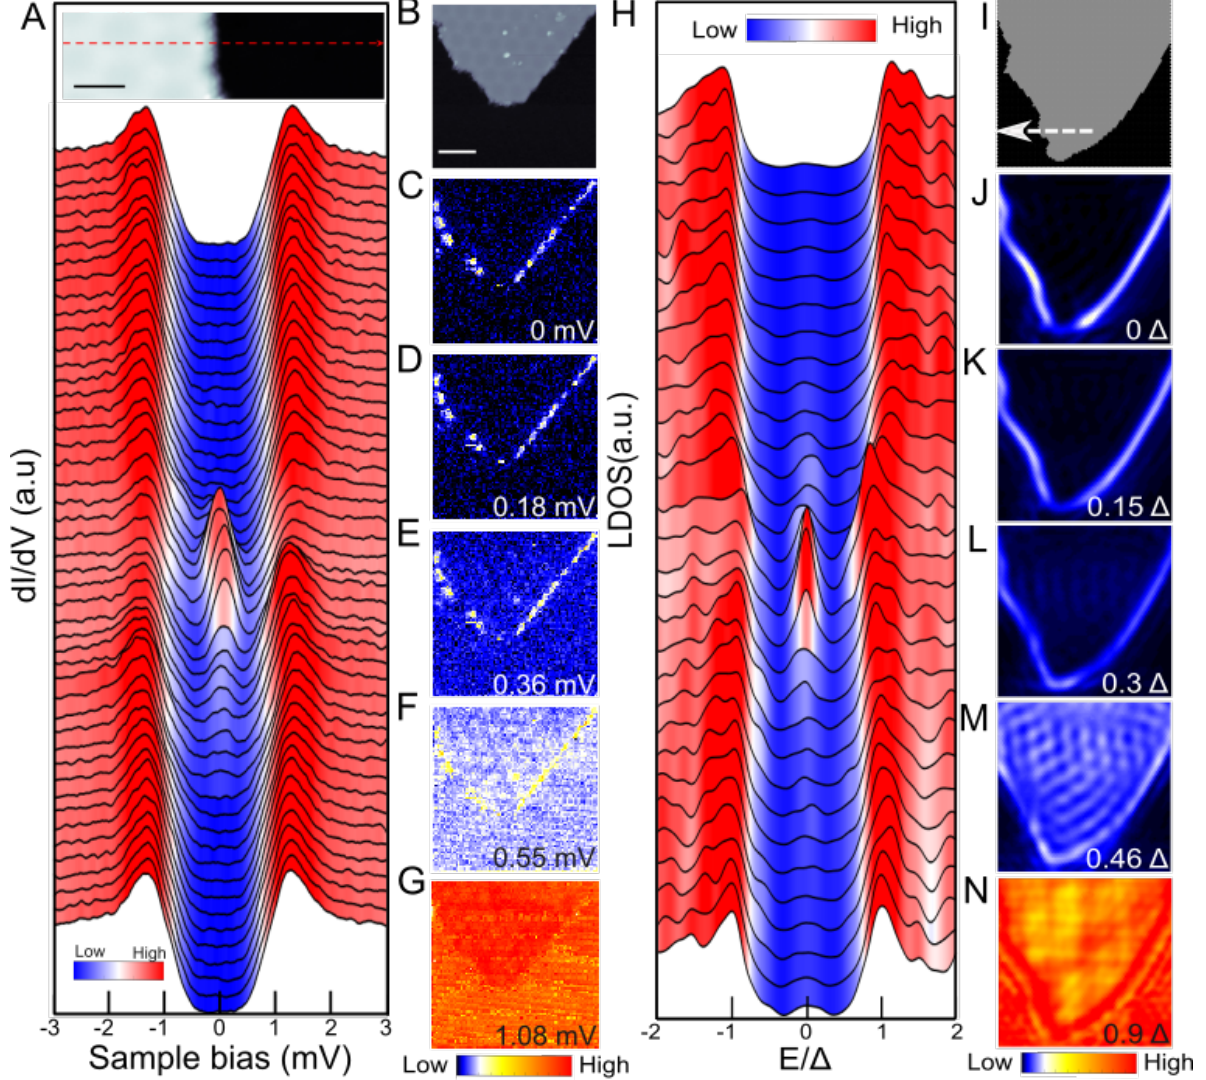 A
dI/dV (a.u)
Low High
-3 -2 -1 0 1 2 3
Sample bias (mV)
B
C
0 mV
D
0.18 mV
E
0.36 mV
F
0.55 mV
G
1.08 mV
Low High
H
Low High
LDOS(a.u.)
-2 -1 0 1 2
E/Δ
I
J
0 Δ
K
0.15 Δ
L
0.3 Δ
M
0.46 Δ
N
0.9 Δ
Low High